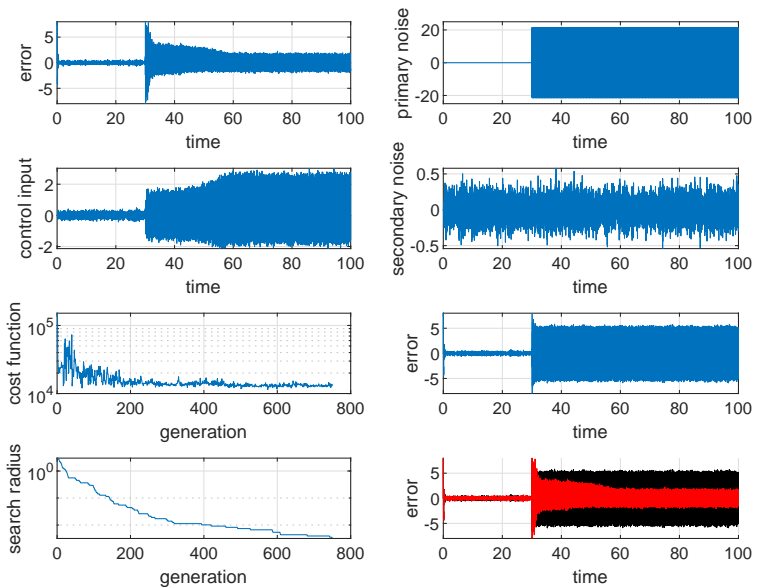 error
5
0
-5
0 20 40 60 80 100
time
primary noise
20
0
-20
0 20 40 60 80 100
time
control input
2
0
-2
0 20 40 60 80 100
time
secondary noise
0.5
0
-0.5
0 20 40 60 80 100
time
cost function
10^5
10^4
0 200 400 600 800
generation
error
5
0
-5
0 20 40 60 80 100
time
search radius
10^0
0 200 400 600 800
generation
error
5
0
-5
0 20 40 60 80 100
time